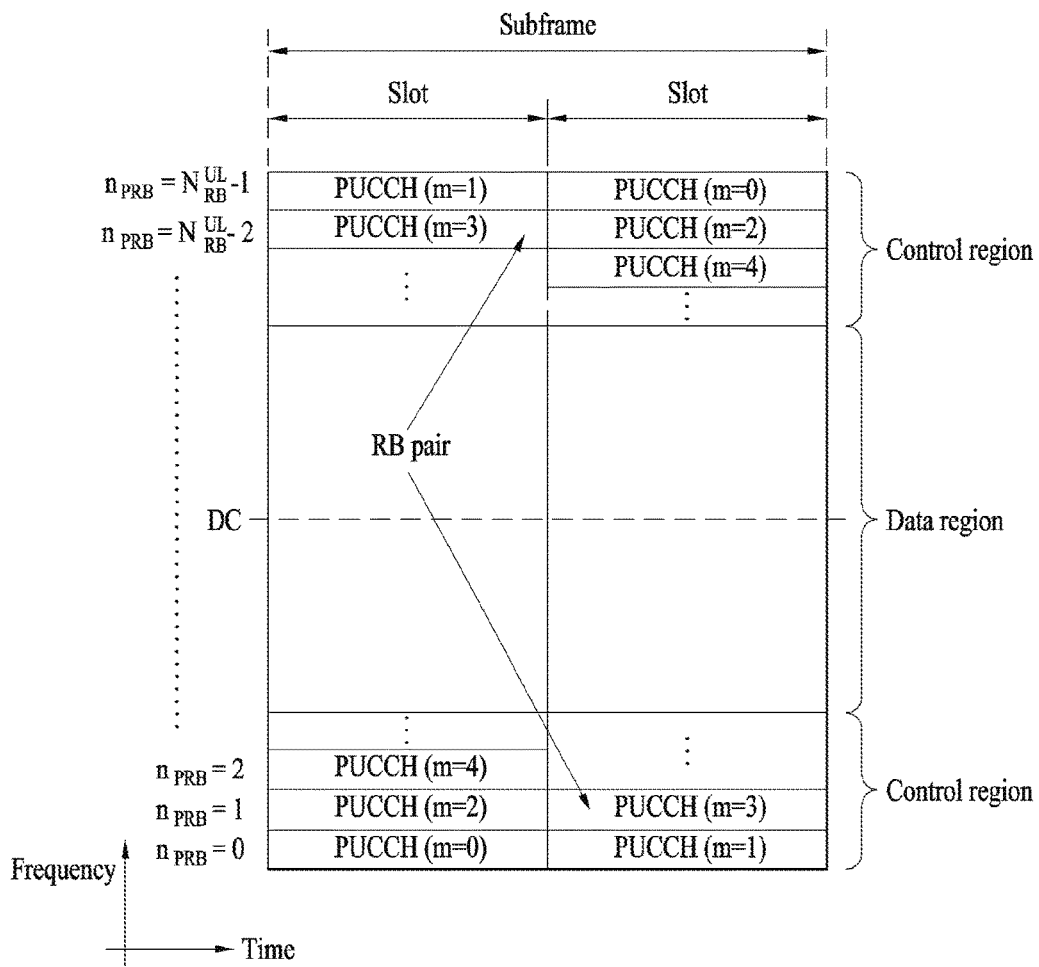 Subframe
Slot Slot
n PRB = N UL RB -1 PUCCH (m=1) PUCCH (m=0)
n PRB = N UL RB - 2 PUCCH (m=3) PUCCH (m=2)
PUCCH (m=4)
Control region
RB pair
DC
Data region
n PRB = 2 PUCCH (m=4)
n PRB = 1 PUCCH (m=2) PUCCH (m=3)
n PRB = 0 PUCCH (m=0) PUCCH (m=1)
Control region
Frequency
Time